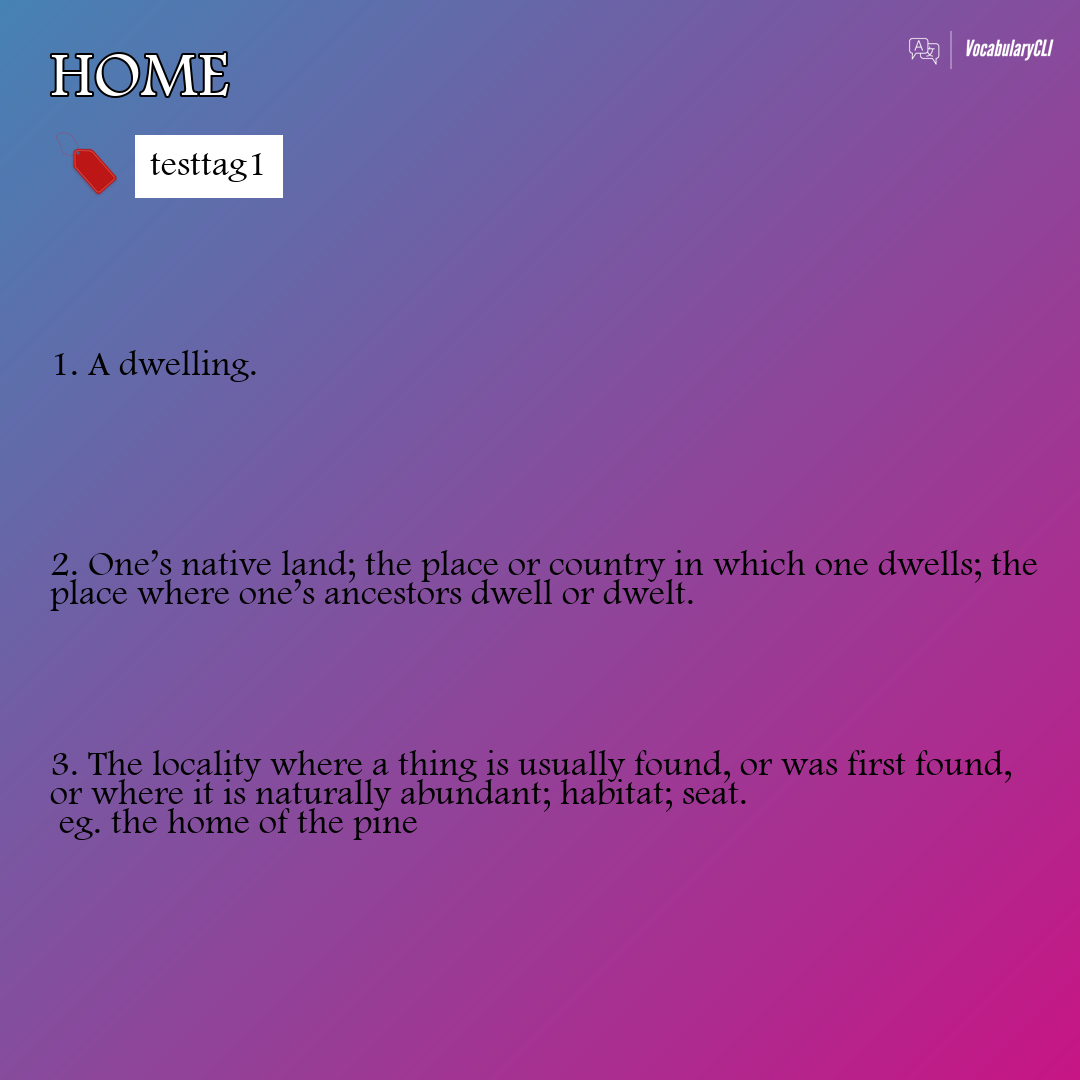 HOME
VocabularyCLI
testtag1
1. A dwelling.
2. One’s native land; the place or country in which one dwells; the
place where one’s ancestors dwell or dwelt.
3. The locality where a thing is usually found, or was first found,
or where it is naturally abundant; habitat; seat.
eg. the home of the pine